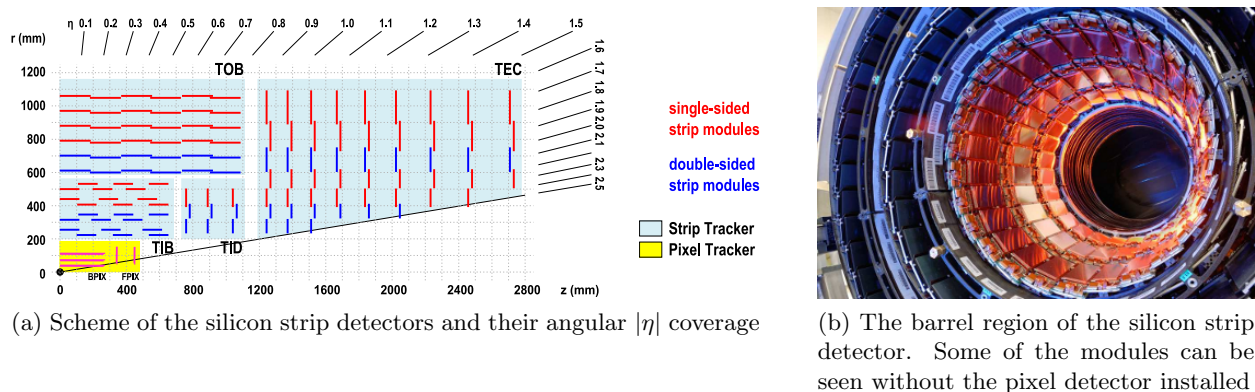 η 0.1 0.2 0.3 0.4 0.5 0.6 0.7 0.8 0.9 1.0 1.1 1.2 1.3 1.4 1.5
r (mm)
1.6
1.7
1.8
1.9
2.0
2.1
2.3
2.5
TOB
TEC
1200
1000
800
600
400
200
0
TIB
TID
BPIX
FPIX
0 400 800 1200 1600 2000 2400 2800 z (mm)
single-sided
strip modules
double-sided
strip modules
Strip Tracker
Pixel Tracker
(a) Scheme of the silicon strip detectors and their angular |η| coverage
(b) The barrel region of the silicon strip
detector. Some of the modules can be
seen without the pixel detector installed